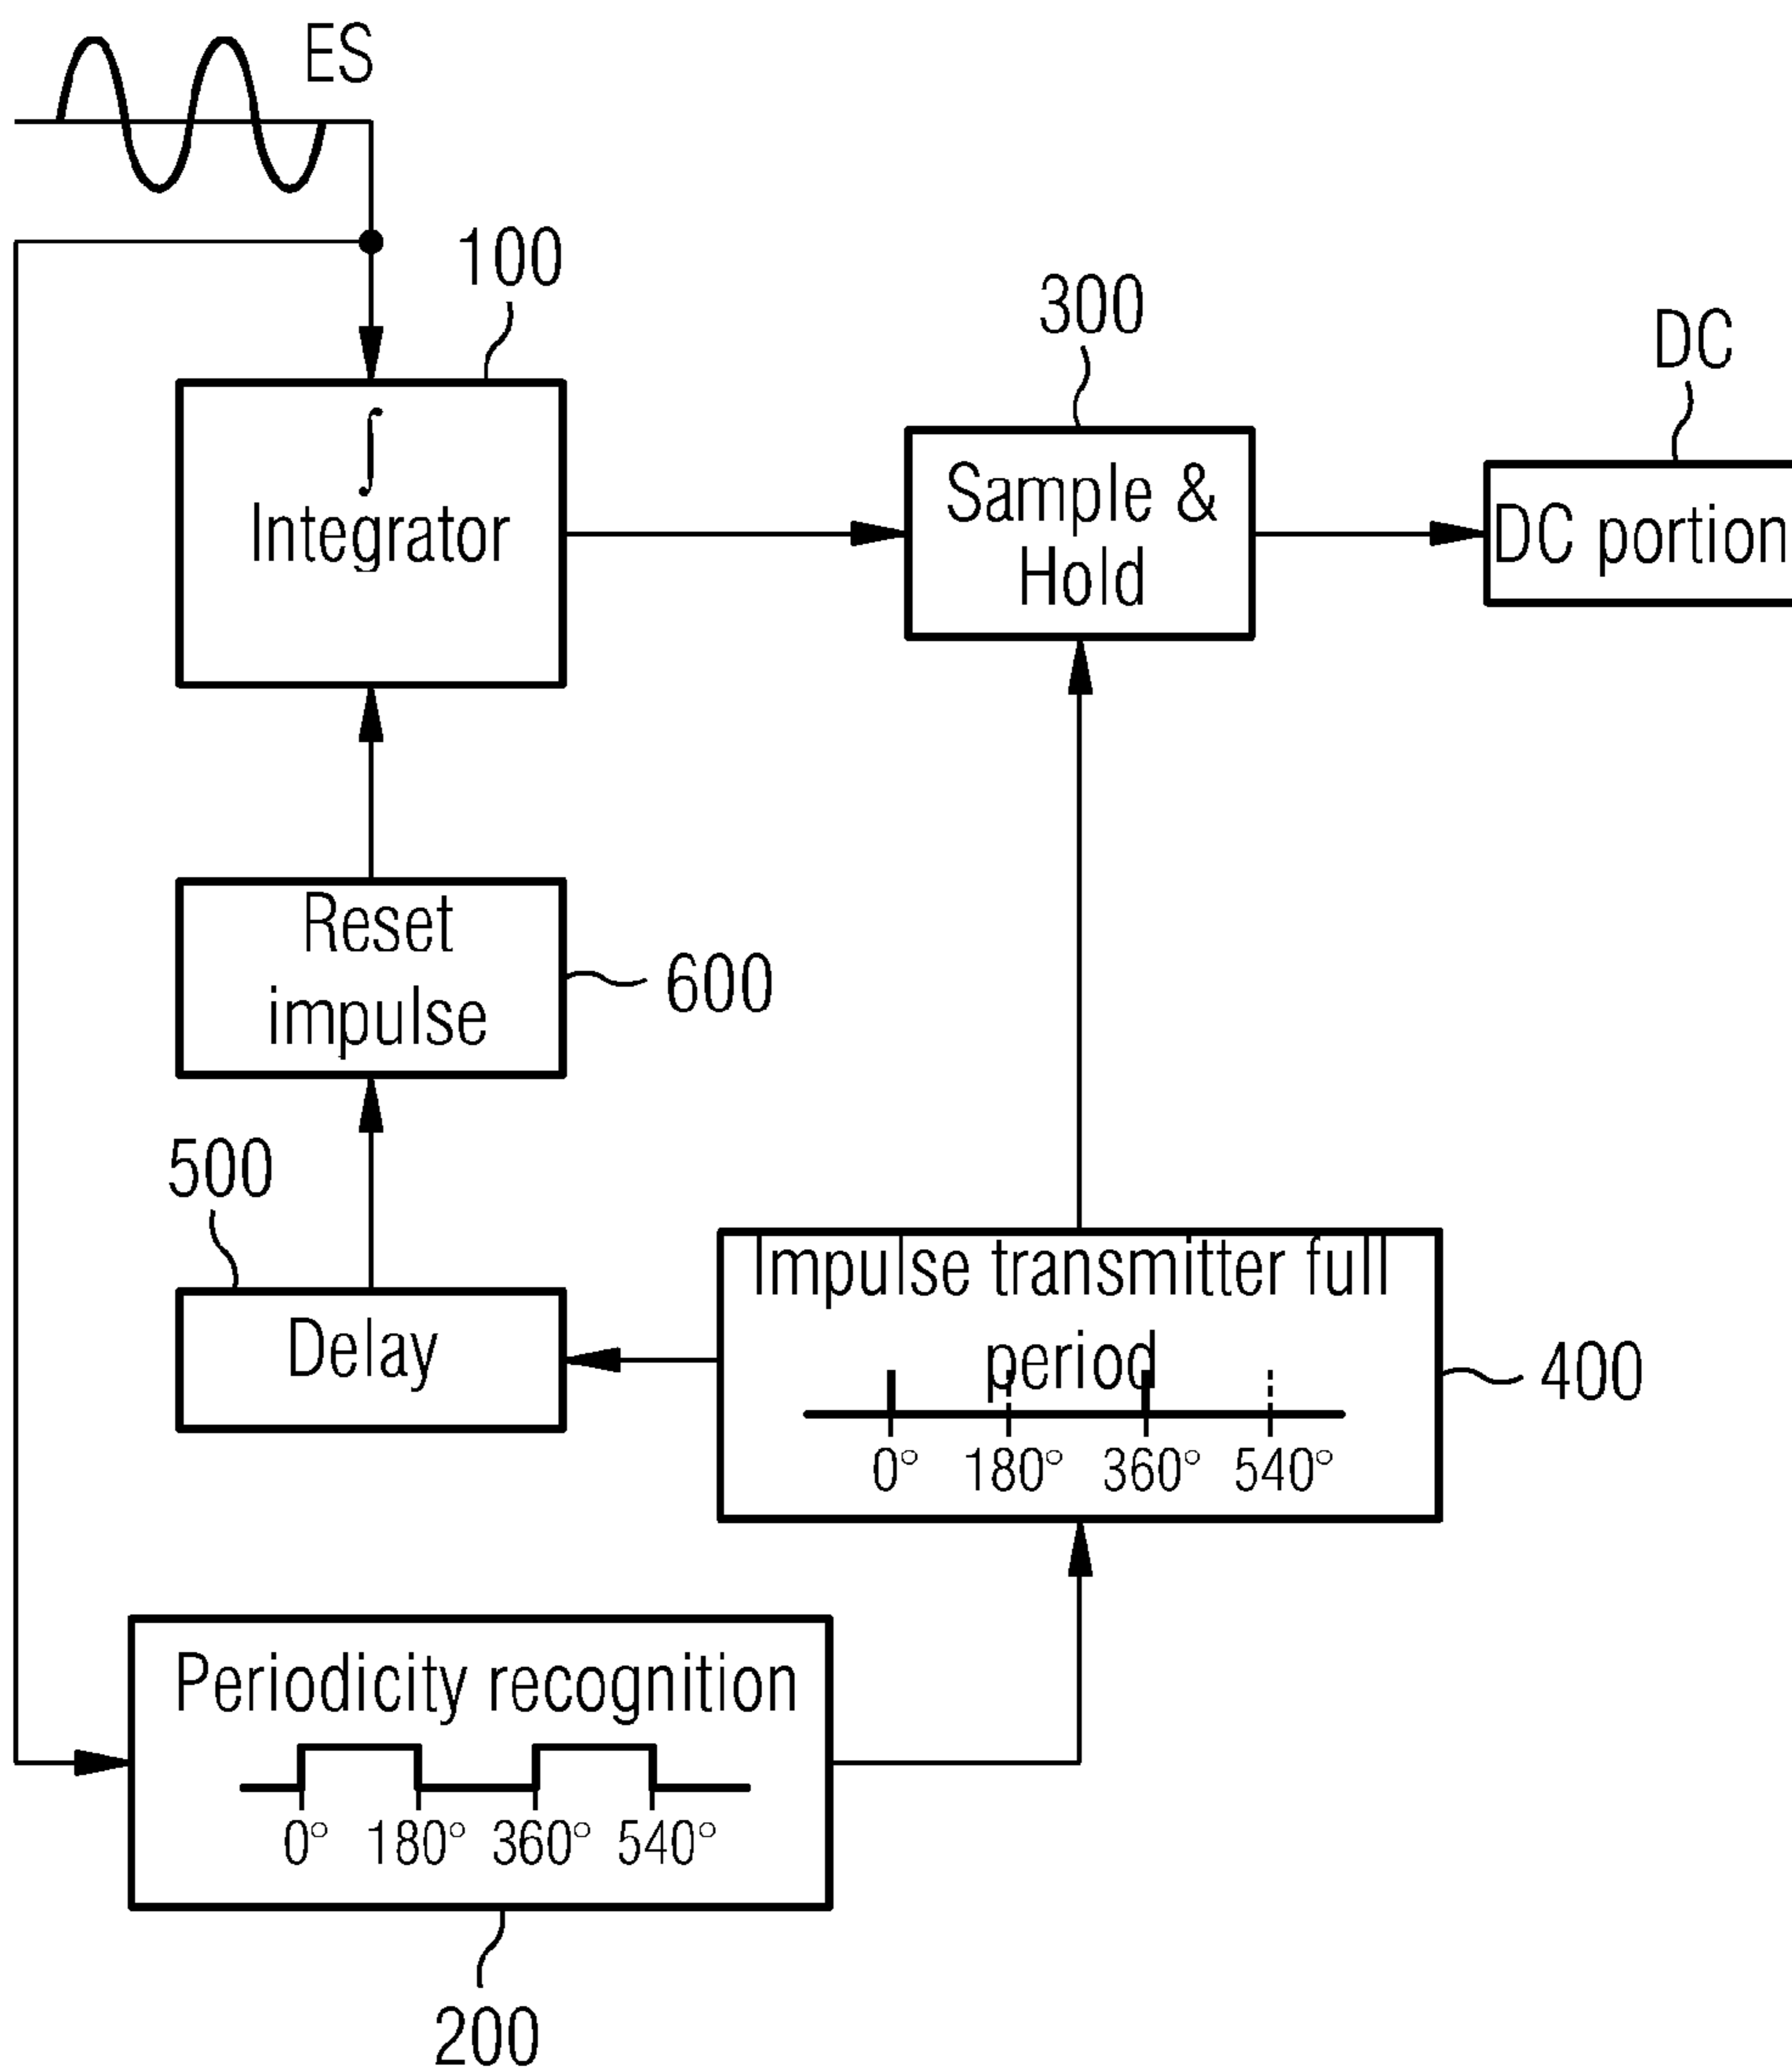 ES
100
300
DC
∫
Integrator
Sample &
Hold
DC portion
Reset
impulse
600
500
Delay
Impulse transmitter full
period
400
0° 180° 360° 540°
Periodicity recognition
0° 180° 360° 540°
200